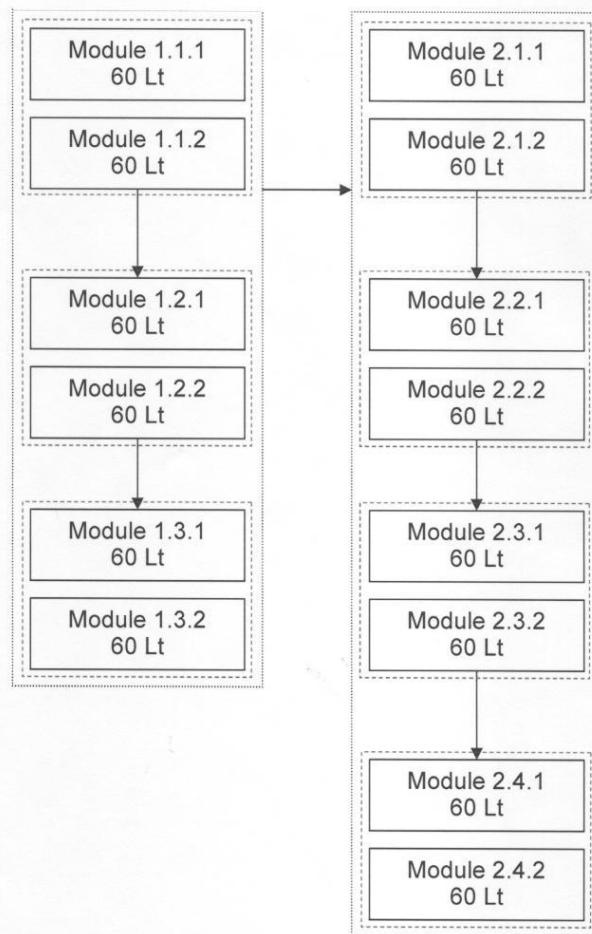 Module 1.1.1
60 Lt
Module 1.1.2
60 Lt
Module 1.2.1
60 Lt
Module 1.2.2
60 Lt
Module 1.3.1
60 Lt
Module 1.3.2
60 Lt
Module 2.1.1
60 Lt
Module 2.1.2
60 Lt
Module 2.2.1
60 Lt
Module 2.2.2
60 Lt
Module 2.3.1
60 Lt
Module 2.3.2
60 Lt
Module 2.4.1
60 Lt
Module 2.4.2
60 Lt